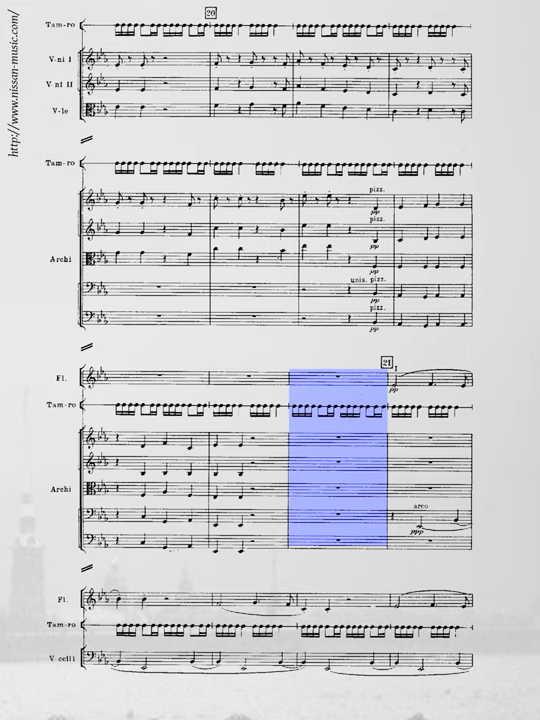 http://www.nissan-music.com/
20
Tam-ro
V-ni I
V-ni II
V-le
Tam-ro
pizz.
pp
pizz.
pp
Archi
pizz.
pp
unis. pizz.
pp
pizz.
pp
21
Fl.
I
pp
Tam-ro
Archi
arco
ppp
Fl.
Tam-ro
V-celli